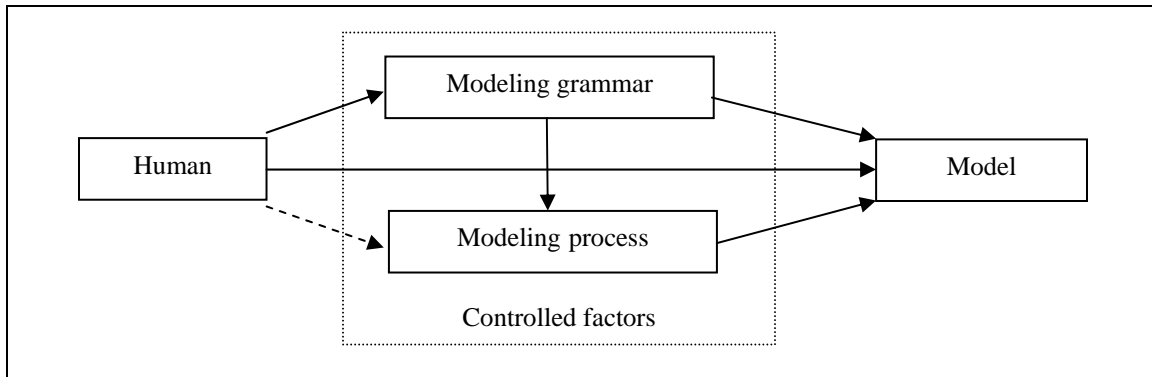 Modeling grammar
Human
Model
Modeling process
Controlled factors